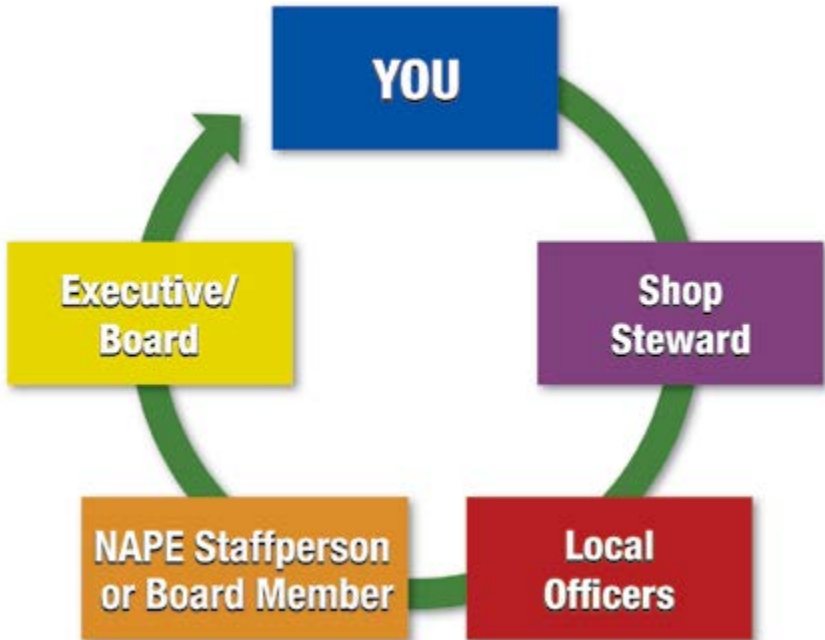 YOU
Shop
Steward
Local
Officers
NAPE Staffperson
or Board Member
Executive/
Board